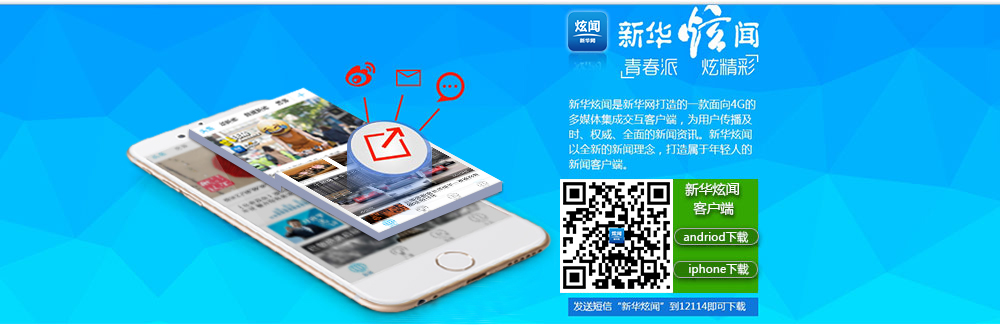 炫闻
新华网
新华炫闻
青春派 炫精彩
新华炫闻是新华网打造的一款面向4G的
多媒体集成交互客户端，为用户传播及
时、权威、全面的新闻资讯。新华炫闻
以全新的新闻理念，打造属于年轻人的
新闻客户端。
炫闻
新华炫闻
客户端
andriod下载
iphone下载
发送短信“新华炫闻”到12114即可下载